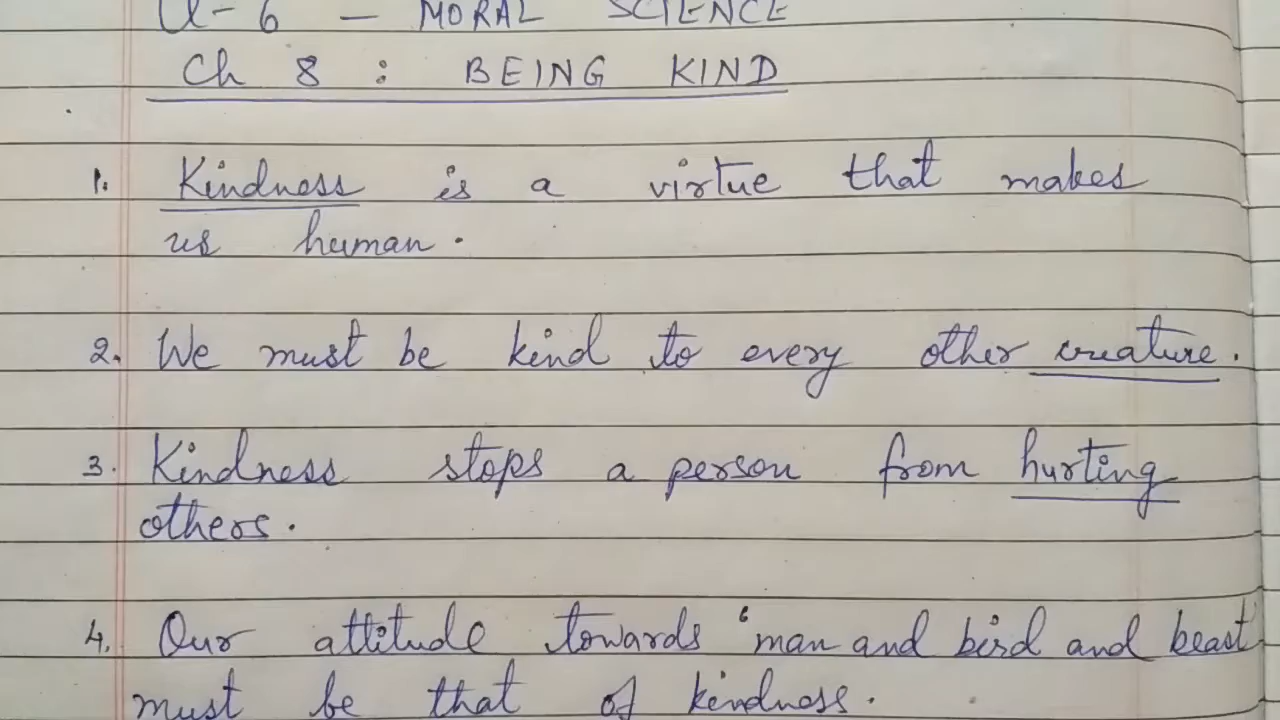 Cl-6 - MORAL SCIENCE
Ch 8 : BEING KIND
1. Kindness is a virtue that makes
us human.
2. We must be kind to every other creature.
3. Kindness stops a person from hurting
others.
4. Our attitude towards ‘man and bird and beast
must be that of kindness.